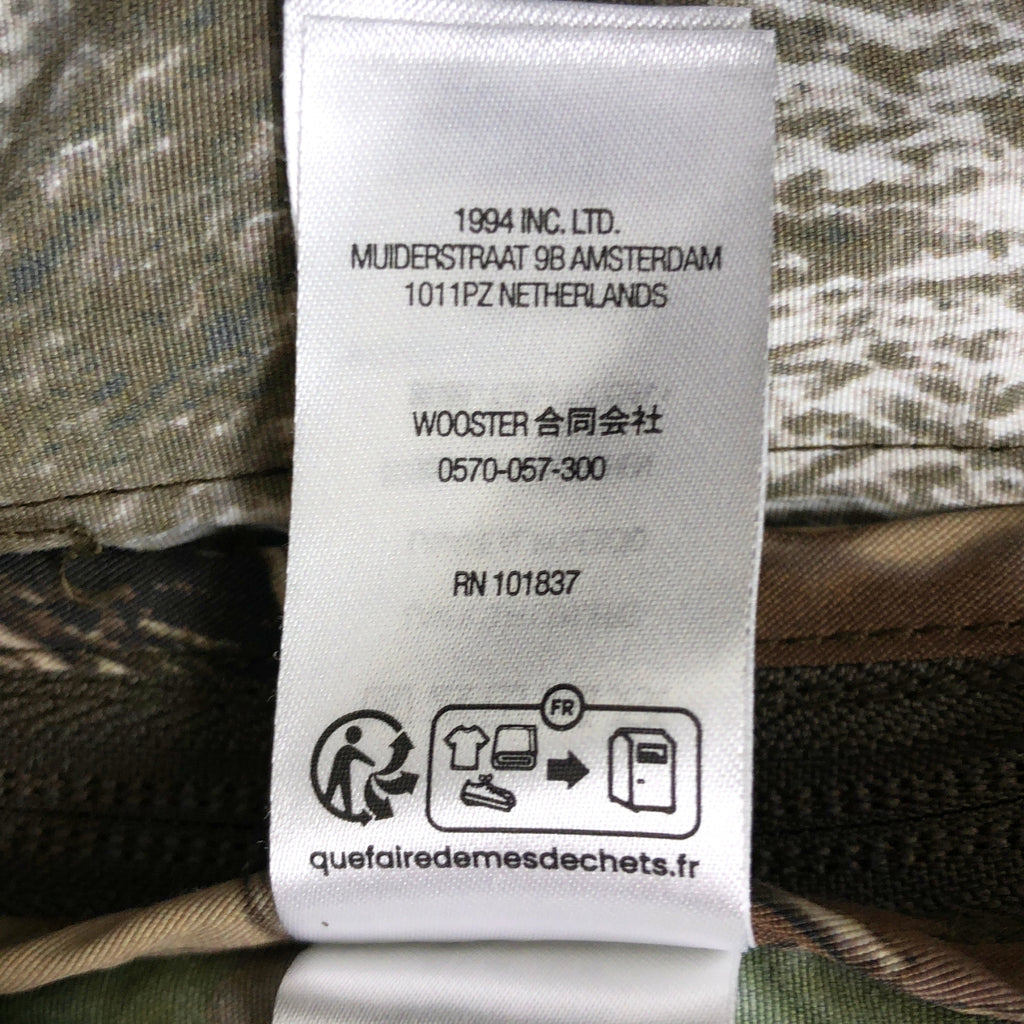 1994 INC. LTD.
MUIDERSTRAAT 9B AMSTERDAM
1011PZ NETHERLANDS
WOOSTER 合同会社
0570-057-300
RN 101837
FR
quefairedemesdechets.fr